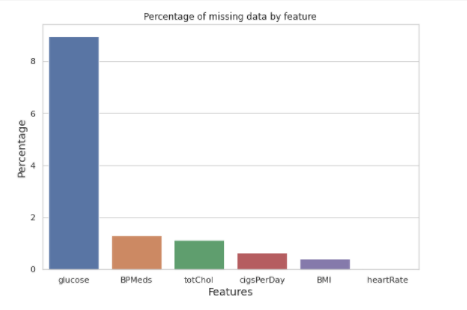 Percentage of missing data by feature
8
6
4
2
0
Percentage
glucose BPMeds totChol cigsPerDay BMI heartRate
Features